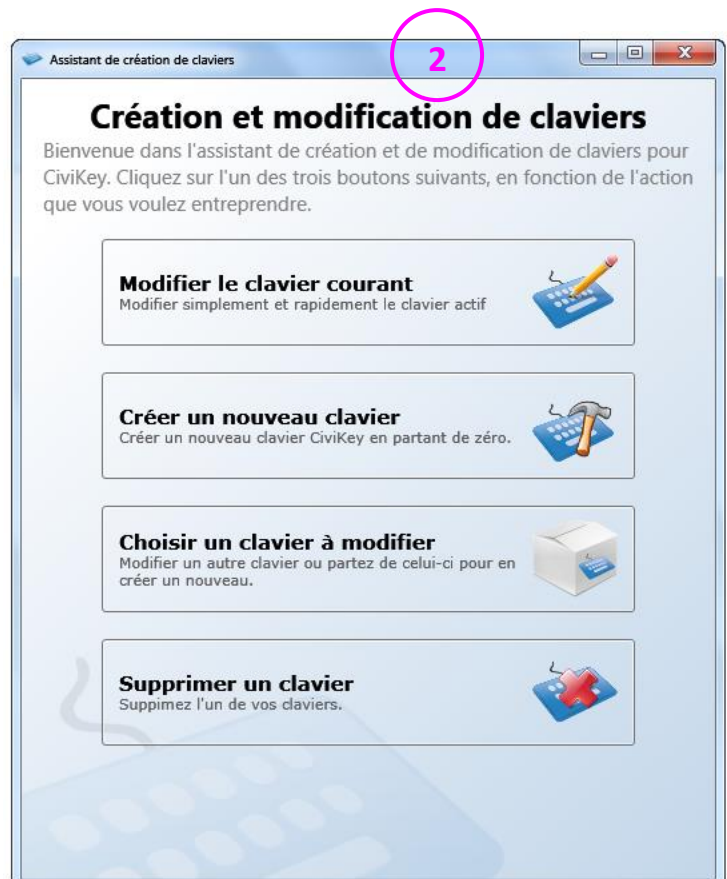 2
Assistant de création de claviers
Création et modification de claviers
Bienvenue dans l'assistant de création et de modification de claviers pour
CiviKey. Cliquez sur l'un des trois boutons suivants, en fonction de l'action
que vous voulez entreprendre.
Modifier le clavier courant
Modifier simplement et rapidement le clavier actif
Créer un nouveau clavier
Créer un nouveau clavier CiviKey en partant de zéro.
Choisir un clavier à modifier
Modifier un autre clavier ou partez de celui-ci pour en
créer un nouveau.
Supprimer un clavier
Suppimez l'un de vos claviers.